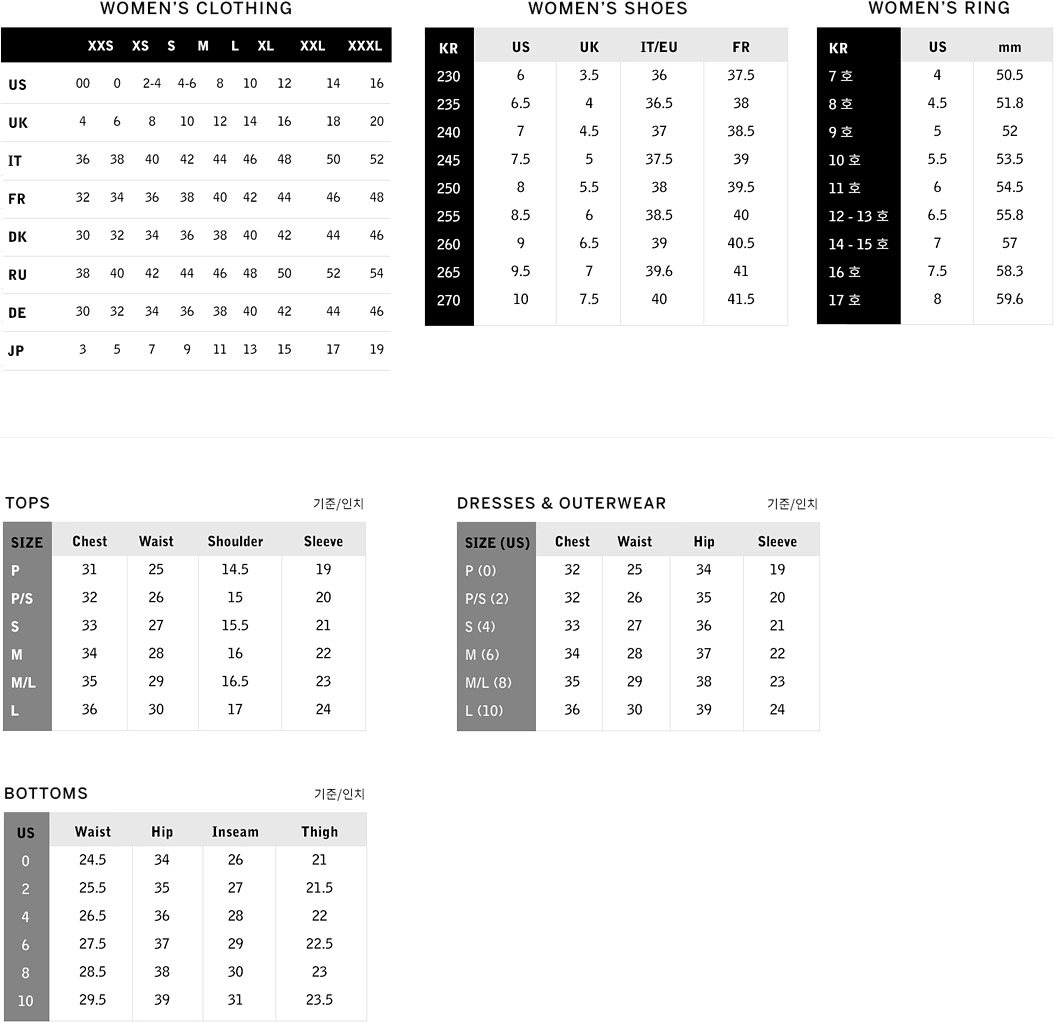 WOMEN'S CLOTHING
XXS XS S M L XL XXL XXXL
US 00 0 2-4 4-6 8 10 12 14 16
UK 4 6 8 10 12 14 16 18 20
IT 36 38 40 42 44 46 48 50 52
FR 32 34 36 38 40 42 44 46 48
DK 30 32 34 36 38 40 42 44 46
RU 38 40 42 44 46 48 50 52 54
DE 30 32 34 36 38 40 42 44 46
JP 3 5 7 9 11 13 15 17 19
WOMEN'S SHOES
KR US UK IT/EU FR
230 6 3.5 36 37.5
235 6.5 4 36.5 38
240 7 4.5 37 38.5
245 7.5 5 37.5 39
250 8 5.5 38 39.5
255 8.5 6 38.5 40
260 9 6.5 39 40.5
265 9.5 7 39.6 41
270 10 7.5 40 41.5
WOMEN'S RING
KR US mm
7 호 4 50.5
8 호 4.5 51.8
9 호 5 52
10 호 5.5 53.5
11 호 6 54.5
12 - 13 호 6.5 55.8
14 - 15 호 7 57
16 호 7.5 58.3
17 호 8 59.6
TOPS 기준/인치
SIZE Chest Waist Shoulder Sleeve
P 31 25 14.5 19
P/S 32 26 15 20
S 33 27 15.5 21
M 34 28 16 22
M/L 35 29 16.5 23
L 36 30 17 24
DRESSES & OUTERWEAR 기준/인치
SIZE (US) Chest Waist Hip Sleeve
P (0) 32 25 34 19
P/S (2) 32 26 35 20
S (4) 33 27 36 21
M (6) 34 28 37 22
M/L (8) 35 29 38 23
L (10) 36 30 39 24
BOTTOMS 기준/인치
US Waist Hip Inseam Thigh
0 24.5 34 26 21
2 25.5 35 27 21.5
4 26.5 36 28 22
6 27.5 37 29 22.5
8 28.5 38 30 23
10 29.5 39 31 23.5